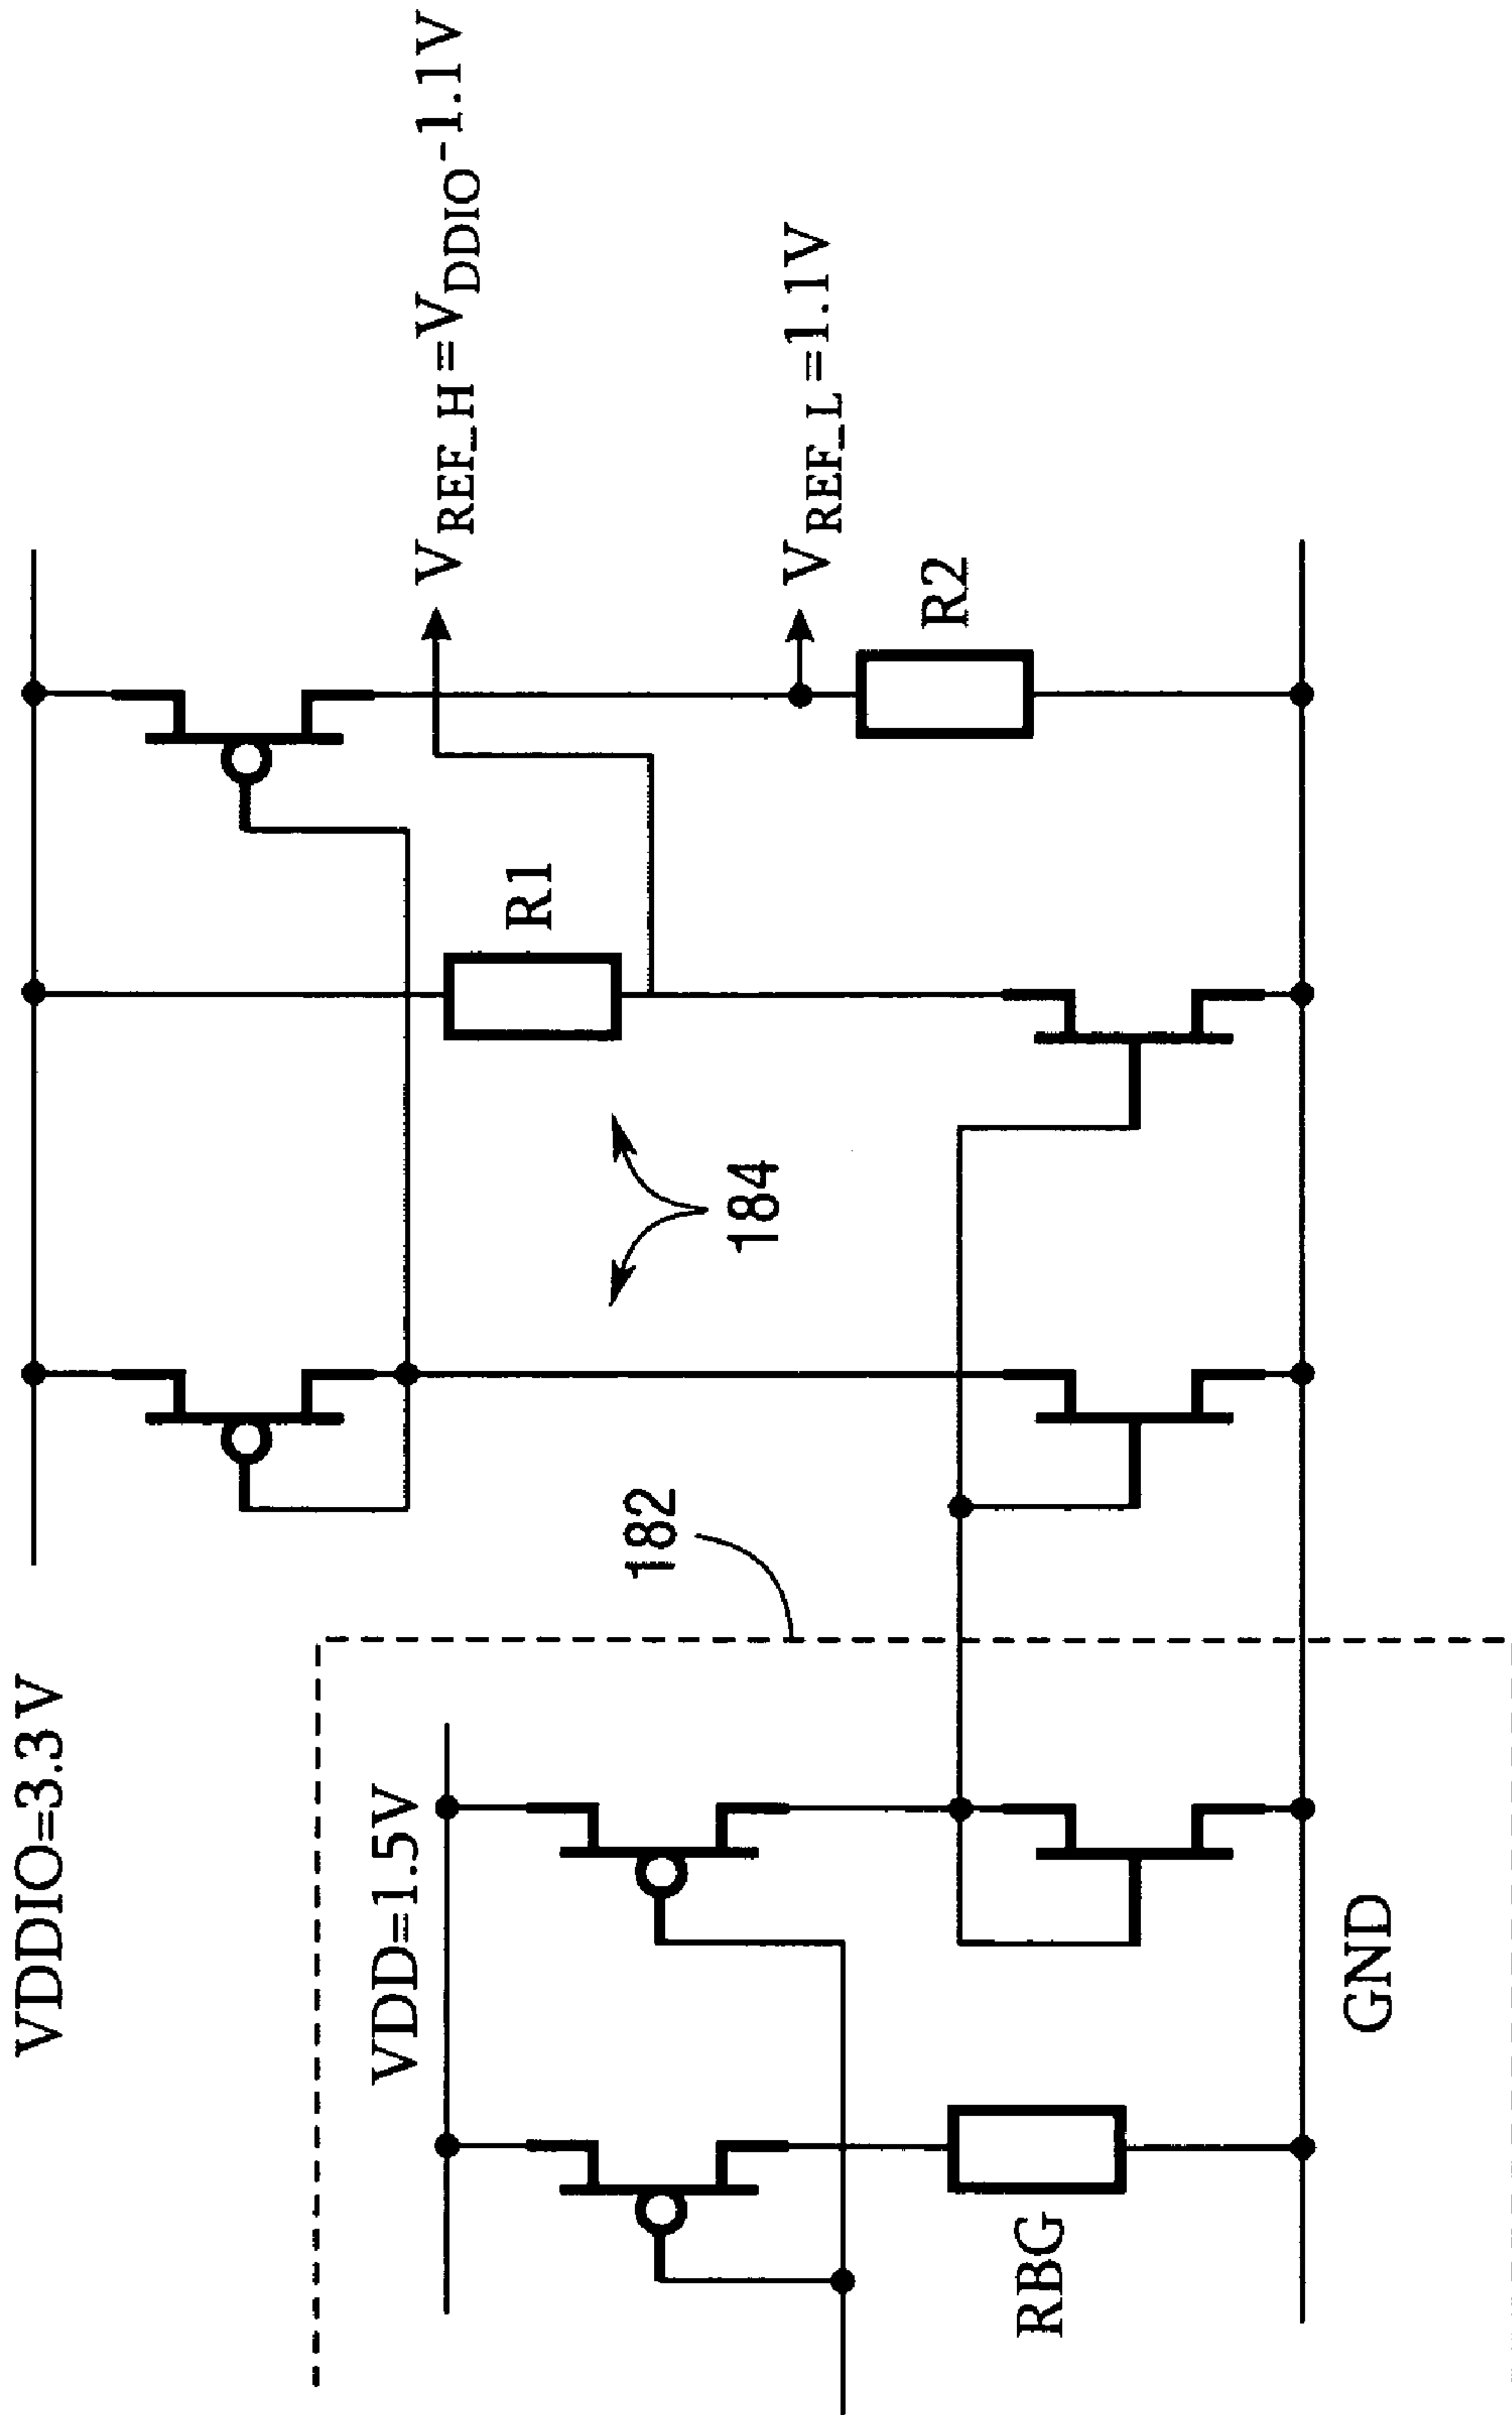 VDDIO=3.3V
VDD=1.5V
182
184
R1
VREF_H=VDDIO-1.1V
VREF_L=1.1V
R2
RBG
GND